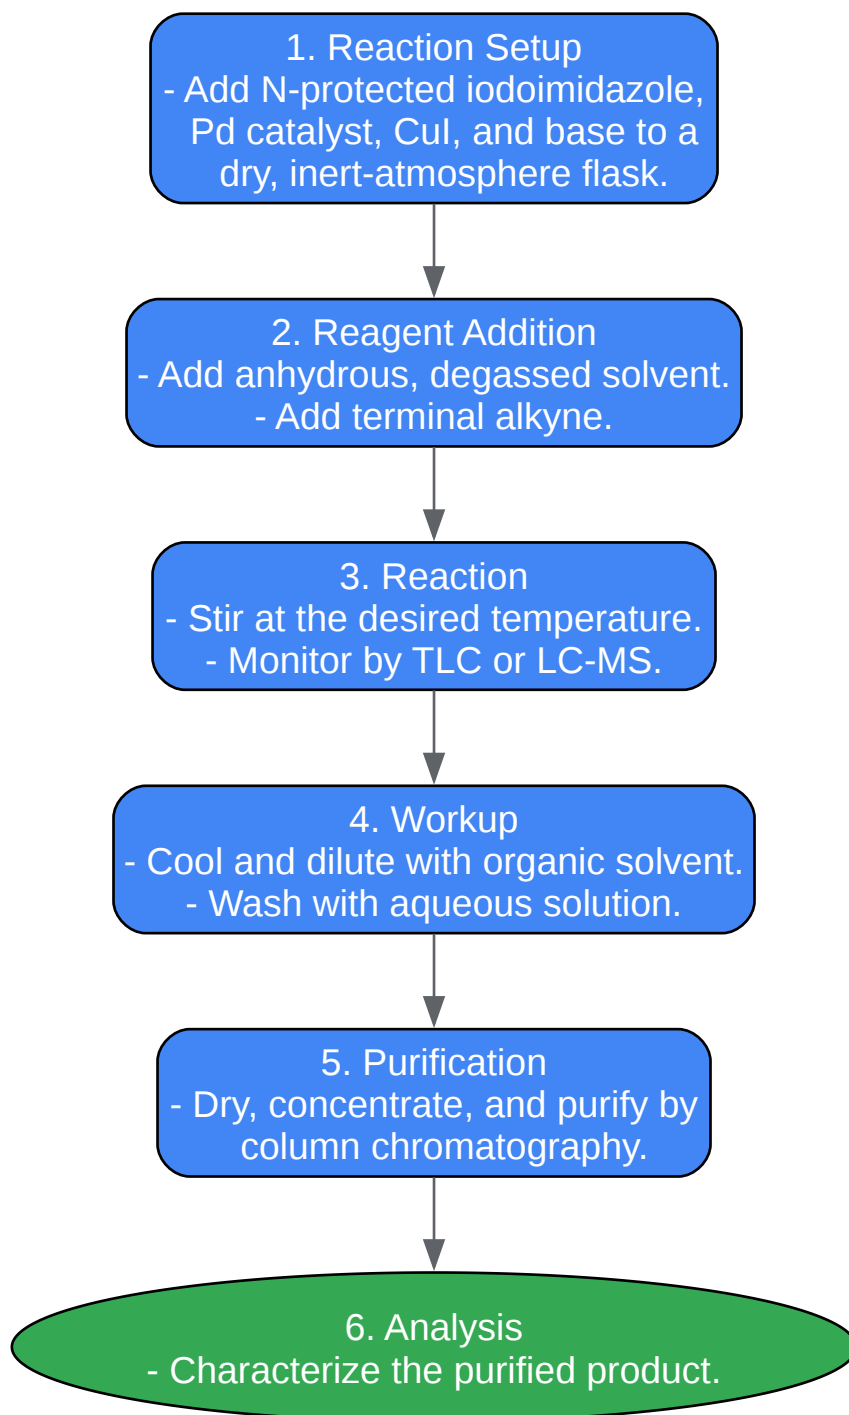 1. Reaction Setup
- Add N-protected iodoimidazole,
Pd catalyst, CuI, and base to a
dry, inert-atmosphere flask.
2. Reagent Addition
- Add anhydrous, degassed solvent.
- Add terminal alkyne.
3. Reaction
- Stir at the desired temperature.
- Monitor by TLC or LC-MS.
4. Workup
- Cool and dilute with organic solvent.
- Wash with aqueous solution.
5. Purification
- Dry, concentrate, and purify by
column chromatography.
6. Analysis
- Characterize the purified product.